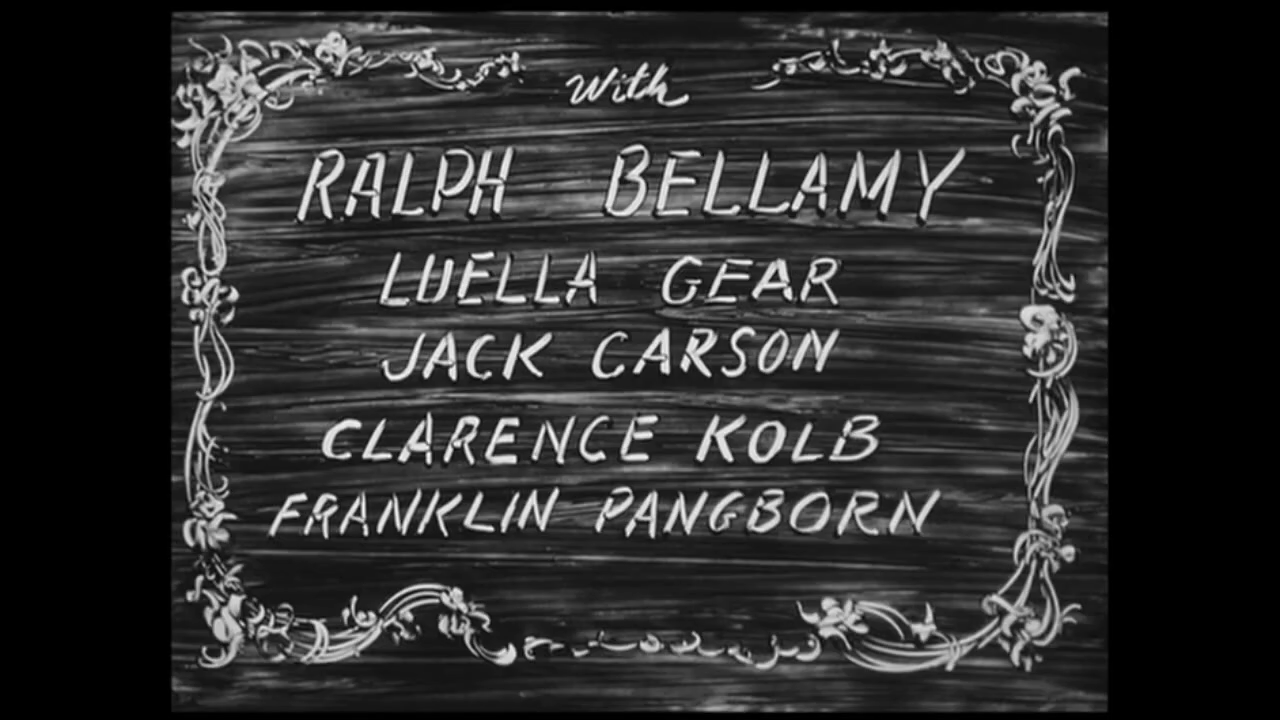 With
RALPH BELLAMY
LUELLA GEAR
JACK CARSON
CLARENCE KOLB
FRANKLIN PANGBORN